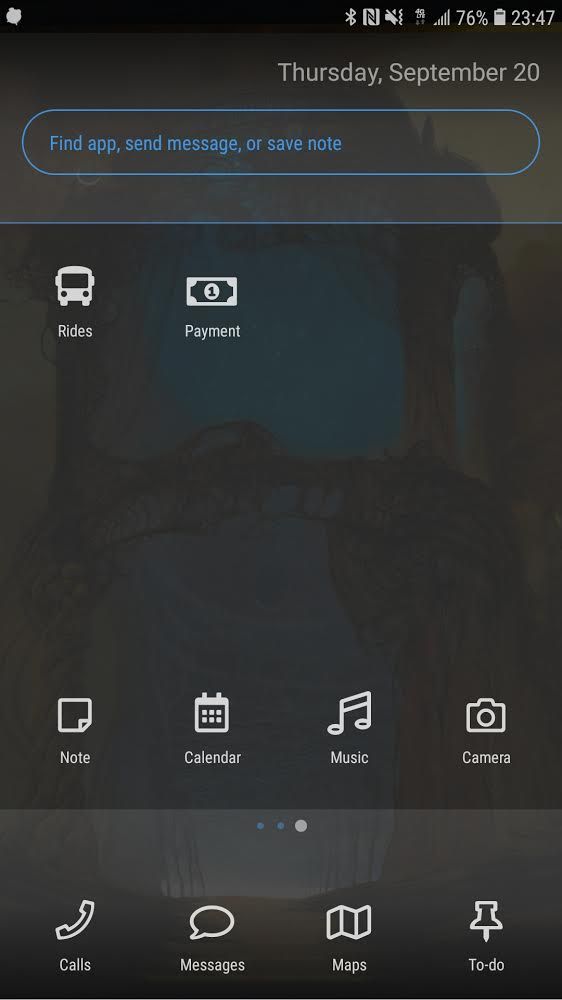 76% 23:47
Thursday, September 20
Find app, send message, or save note
1
Rides Payment
Note Calendar Music Camera
Calls Messages Maps To-do